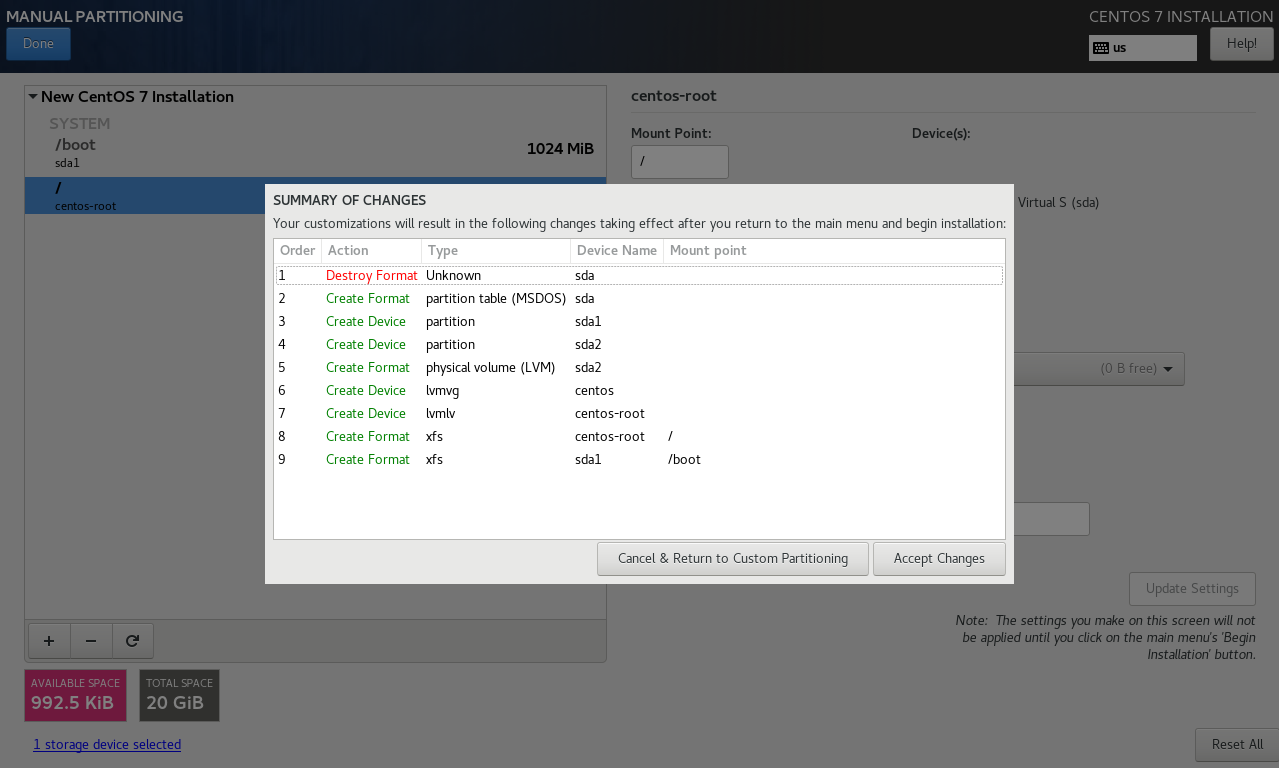 MANUAL PARTITIONING
CENTOS 7 INSTALLATION
Done
us
Help!
New CentOS 7 Installation
SYSTEM
/boot
sda1
1024 MiB
/
centos-root
centos-root
Mount Point:
Device(s):
/
Virtual S (sda)
SUMMARY OF CHANGES
Your customizations will result in the following changes taking effect after you return to the main menu and begin installation:
Order Action Type Device Name Mount point
1 Destroy Format Unknown sda
2 Create Format partition table (MSDOS) sda
3 Create Device partition sda1
4 Create Device partition sda2
5 Create Format physical volume (LVM) sda2
6 Create Device lvmvg centos
7 Create Device lvmlv centos-root
8 Create Format xfs centos-root /
9 Create Format xfs sda1 /boot
Cancel & Return to Custom Partitioning
Accept Changes
(0 B free)
Update Settings
Note: The settings you make on this screen will not
be applied until you click on the main menu's 'Begin
Installation' button.
+ −
AVAILABLE SPACE
992.5 KiB
TOTAL SPACE
20 GiB
1 storage device selected
Reset All